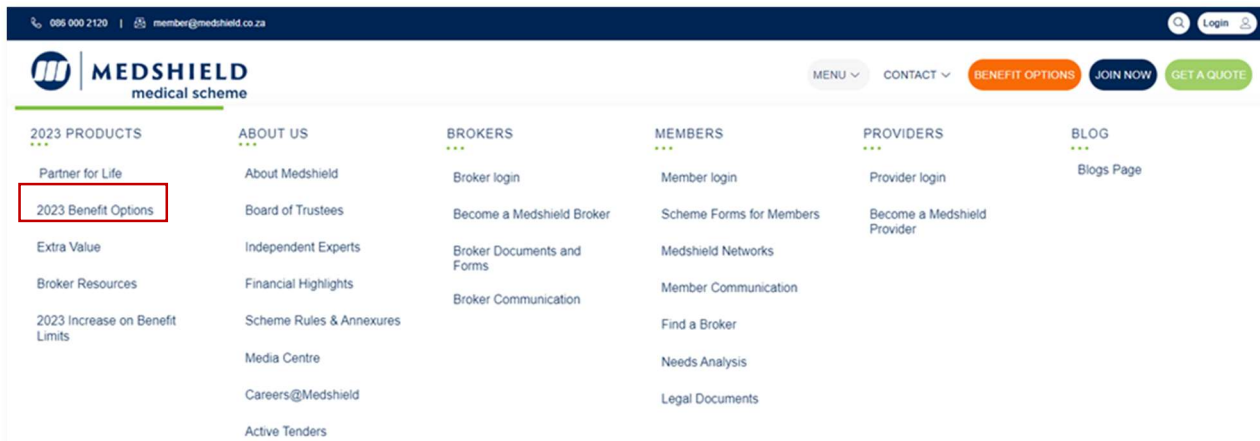 086 000 2120 | member@medshield.co.za
Login
MEDSHIELD
medical scheme
MENU
CONTACT
BENEFIT OPTIONS
JOIN NOW
GET A QUOTE
2023 PRODUCTS
Partner for Life
2023 Benefit Options
Extra Value
Broker Resources
2023 Increase on Benefit
Limits
ABOUT US
About Medshield
Board of Trustees
Independent Experts
Financial Highlights
Scheme Rules & Annexures
Media Centre
Careers@Medshield
Active Tenders
BROKERS
Broker login
Become a Medshield Broker
Broker Documents and
Forms
Broker Communication
MEMBERS
Member login
Scheme Forms for Members
Medshield Networks
Member Communication
Find a Broker
Needs Analysis
Legal Documents
PROVIDERS
Provider login
Become a Medshield
Provider
BLOG
Blogs Page